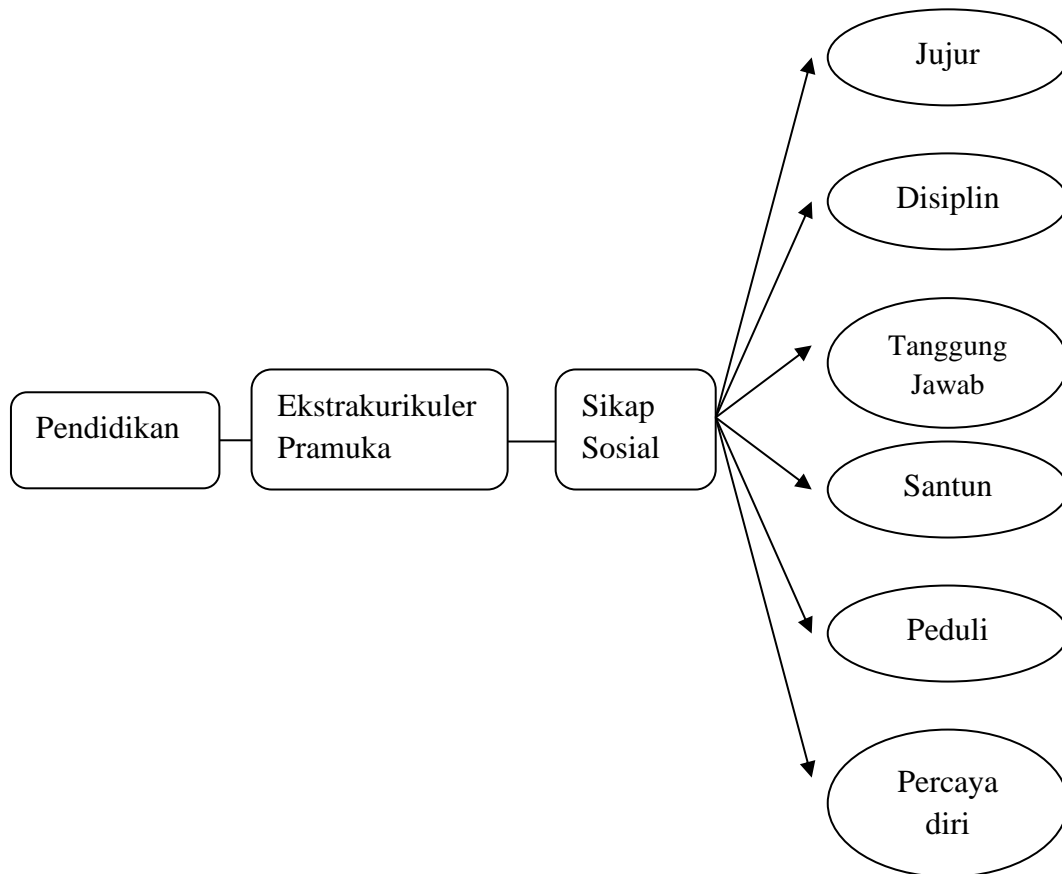 Jujur
Disiplin
Tanggung
Jawab
Pendidikan
Ekstrakurikuler
Pramuka
Sikap
Sosial
Santun
Peduli
Percaya
diri